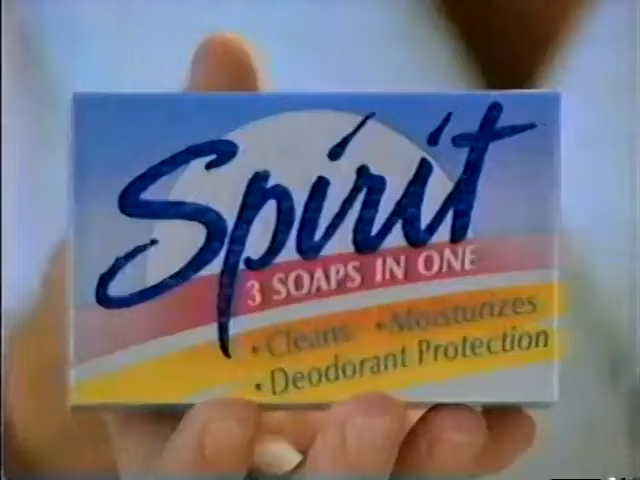 Spirit
3 SOAPS IN ONE
• Cleans • Moisturizes
• Deodorant Protection